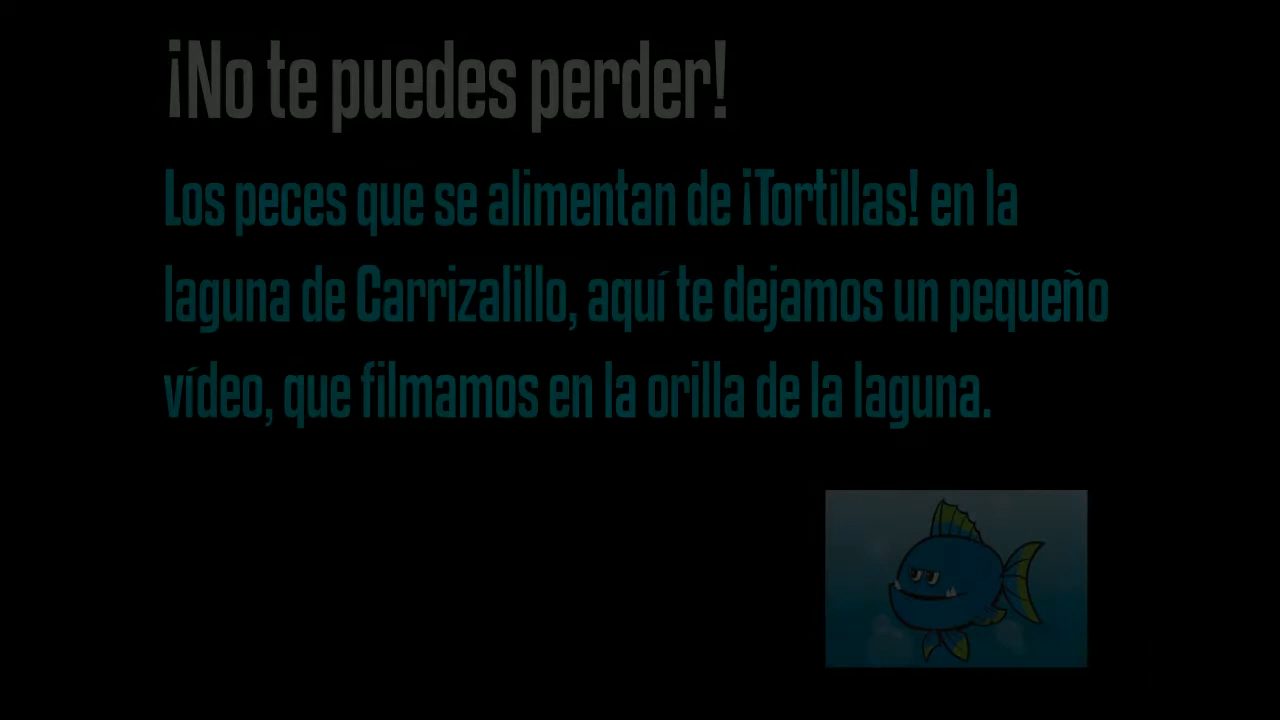 ¡No te puedes perder!
Los peces que se alimentan de ¡Tortillas! en la
laguna de Carrizalillo, aquí te dejamos un pequeño
vídeo, que filmamos en la orilla de la laguna.